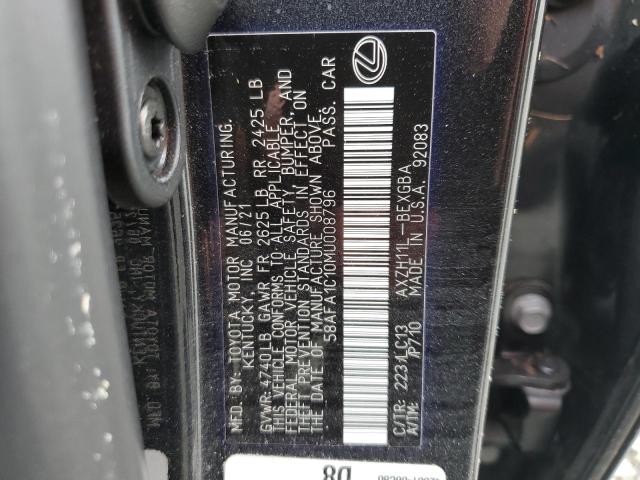 MFD. BY: TOYOTA MOTOR MANUFACTURING.
KENTUCKY, INC 06/21
GVWR: 4740 LB GAWR FR 2625 LB RR 2425 LB
THIS VEHICLE CONFORMS TO ALL APPLICABLE
FEDERAL MOTOR VEHICLE SAFETY, BUMPER, AND
THEFT PREVENTION STANDARDS IN EFFECT ON
THE DATE OF MANUFACTURE SHOWN ABOVE.
58AFA1C10MU008796 PASS. CAR
C/TR: 223/LC13 AXZH11L-BEXGBA
A/TM: /P710 MADE IN U.S.A. 92083
D8